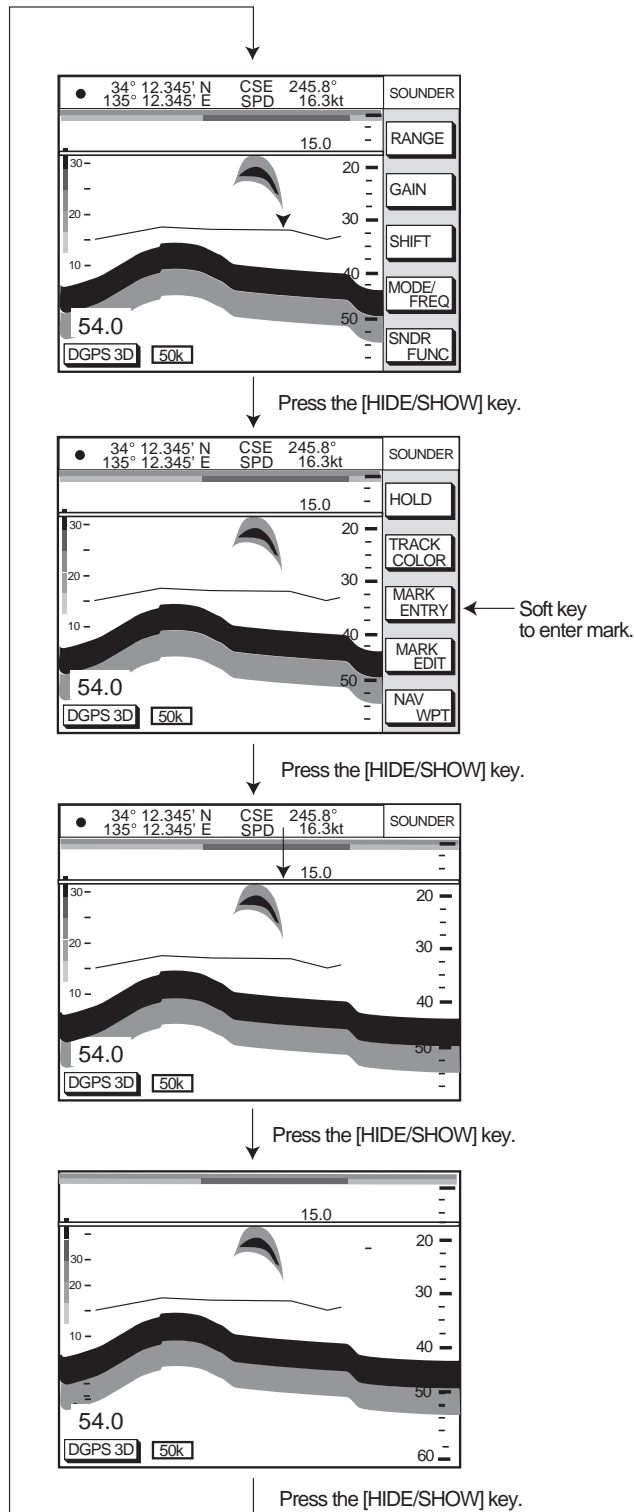 34° 12.345' N CSE 245.8° SOUNDER
135° 12.345' E SPD 16.3kt
RANGE
15.0
30 20
GAIN
20 30
SHIFT
10 40
MODE/
FREQ
54.0 50
SNDR
FUNC
DGPS 3D 50k
Press the [HIDE/SHOW] key.
34° 12.345' N CSE 245.8° SOUNDER
135° 12.345' E SPD 16.3kt
HOLD
15.0
30 20
TRACK
COLOR
20 30
MARK
ENTRY
Soft key
to enter mark.
10 40
MARK
EDIT
54.0 50
NAV
WPT
DGPS 3D 50k
Press the [HIDE/SHOW] key.
34° 12.345' N CSE 245.8° SOUNDER
135° 12.345' E SPD 16.3kt
15.0
30 20
20 30
10 40
54.0 50
DGPS 3D 50k
Press the [HIDE/SHOW] key.
15.0
20
30
20 30
10 40
50
54.0
DGPS 3D 50k 60
Press the [HIDE/SHOW] key.